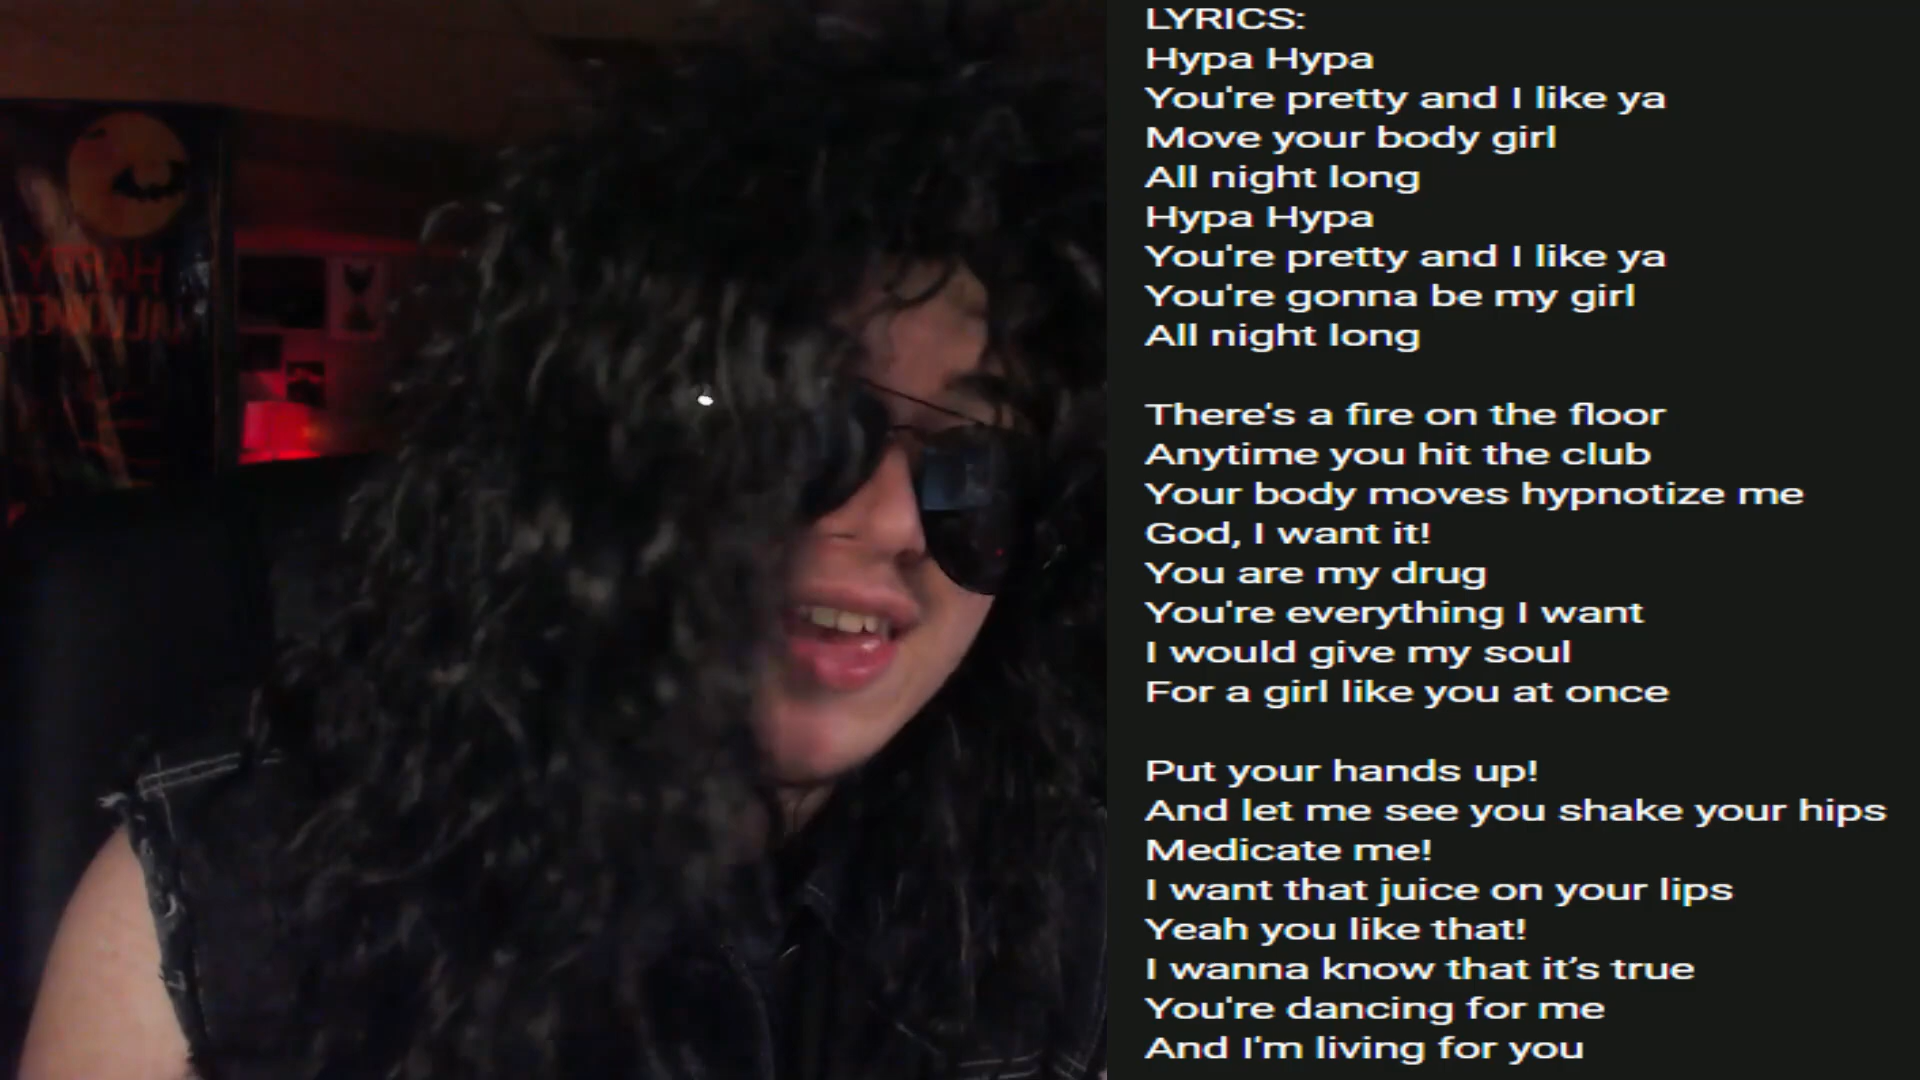 HAPPY
HALLOWEEN
LYRICS:
Hypa Hypa
You're pretty and I like ya
Move your body girl
All night long
Hypa Hypa
You're pretty and I like ya
You're gonna be my girl
All night long
There's a fire on the floor
Anytime you hit the club
Your body moves hypnotize me
God, I want it!
You are my drug
You're everything I want
I would give my soul
For a girl like you at once
Put your hands up!
And let me see you shake your hips
Medicate me!
I want that juice on your lips
Yeah you like that!
I wanna know that it’s true
You're dancing for me
And I'm living for you